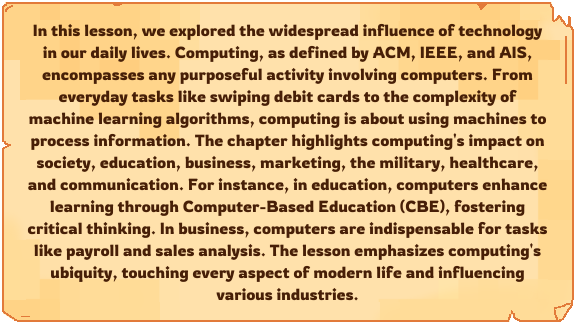 In this lesson, we explored the widespread influence of technology
in our daily lives. Computing, as defined by ACM, IEEE, and AIS,
encompasses any purposeful activity involving computers. From
everyday tasks like swiping debit cards to the complexity of
machine learning algorithms, computing is about using machines to
process information. The chapter highlights computing's impact on
society, education, business, marketing, the military, healthcare,
and communication. For instance, in education, computers enhance
learning through Computer-Based Education (CBE), fostering
critical thinking. In business, computers are indispensable for tasks
like payroll and sales analysis. The lesson emphasizes computing's
ubiquity, touching every aspect of modern life and influencing
various industries.